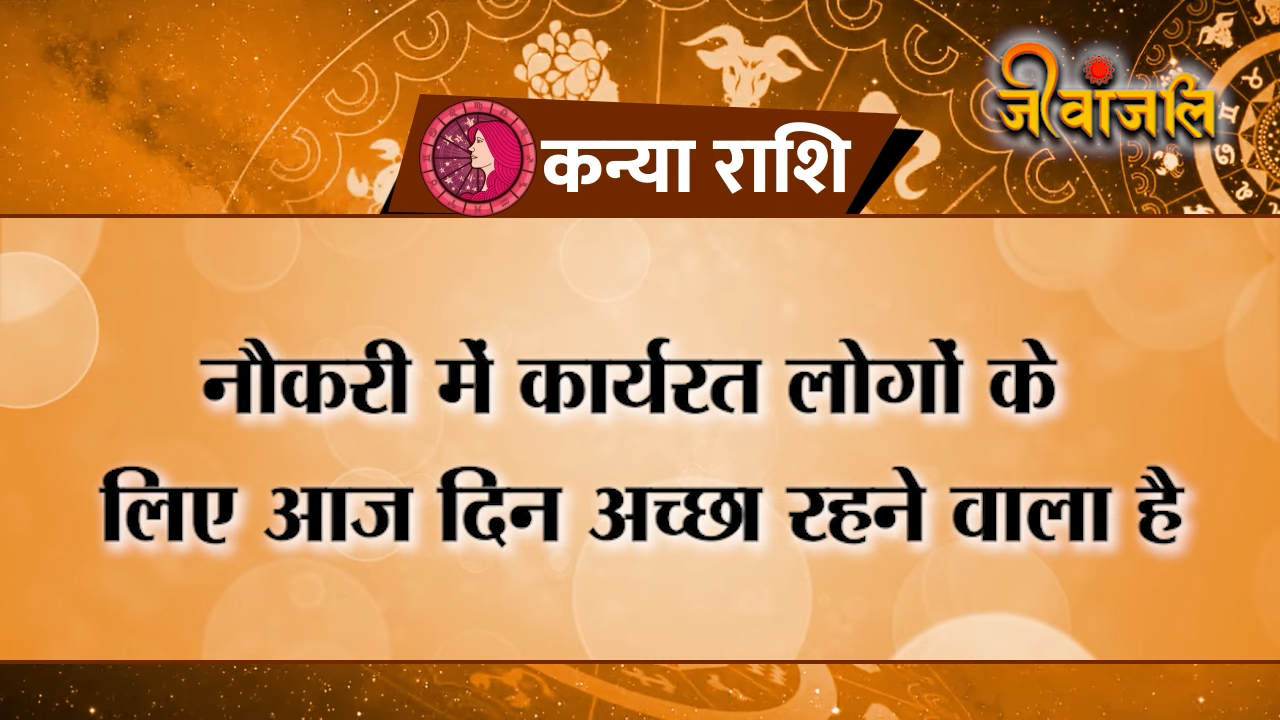 जीवांजलि
कन्या राशि
नौकरी में कार्यरत लोगों के
लिए आज दिन अच्छा रहने वाला है